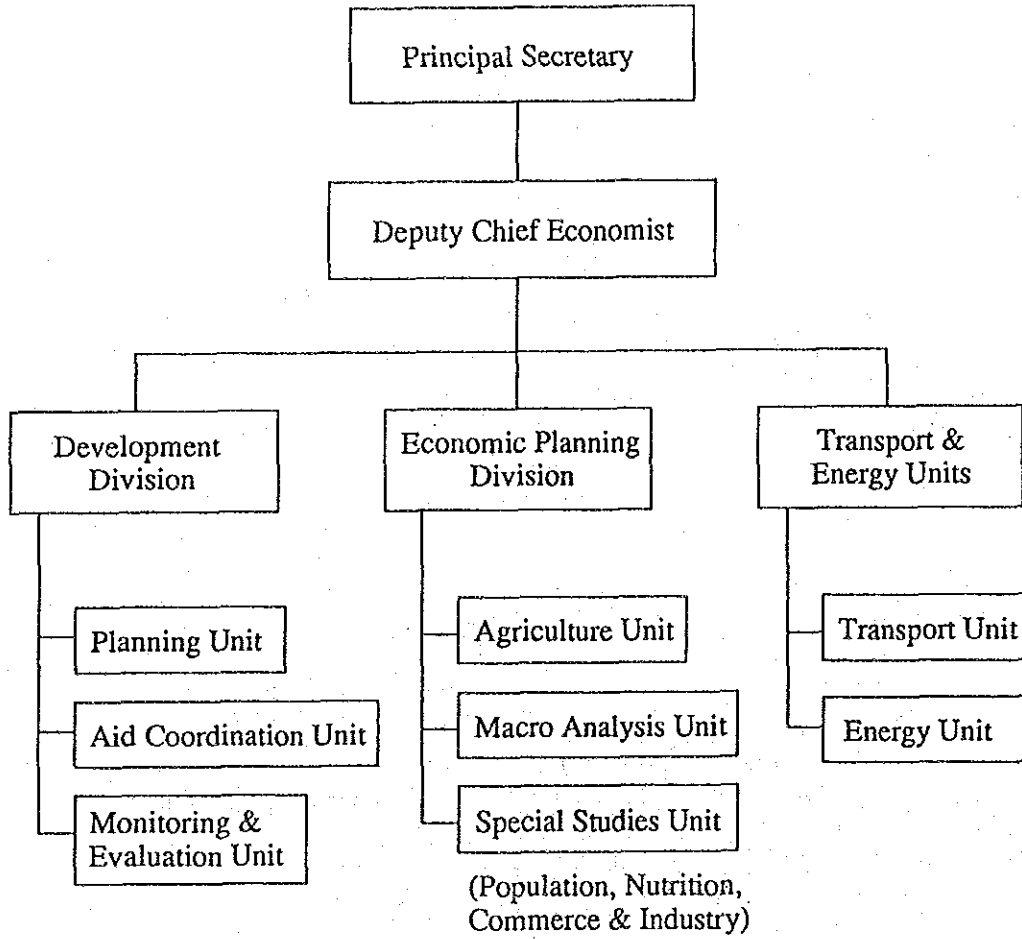 Principal Secretary
Deputy Chief Economist
Development
Division
Economic Planning
Division
Transport &
Energy Units
Planning Unit
Aid Coordination Unit
Monitoring &
Evaluation Unit
Agriculture Unit
Macro Analysis Unit
Special Studies Unit
(Population, Nutrition,
Commerce & Industry)
Transport Unit
Energy Unit